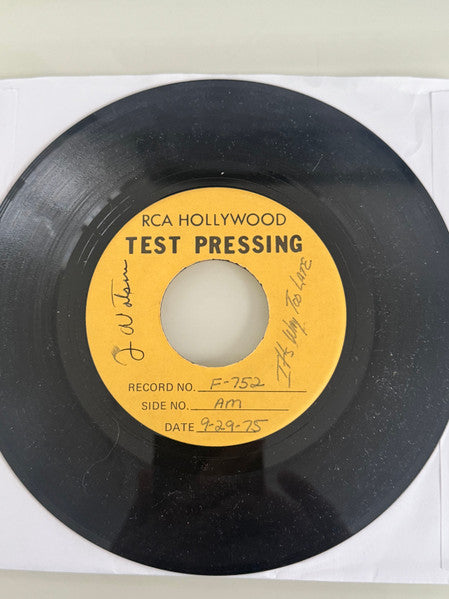 RCA HOLLYWOOD
TEST PRESSING
J Watson
It's Way Too Late
RECORD NO. F-752
SIDE NO. AM
DATE 9-29-75